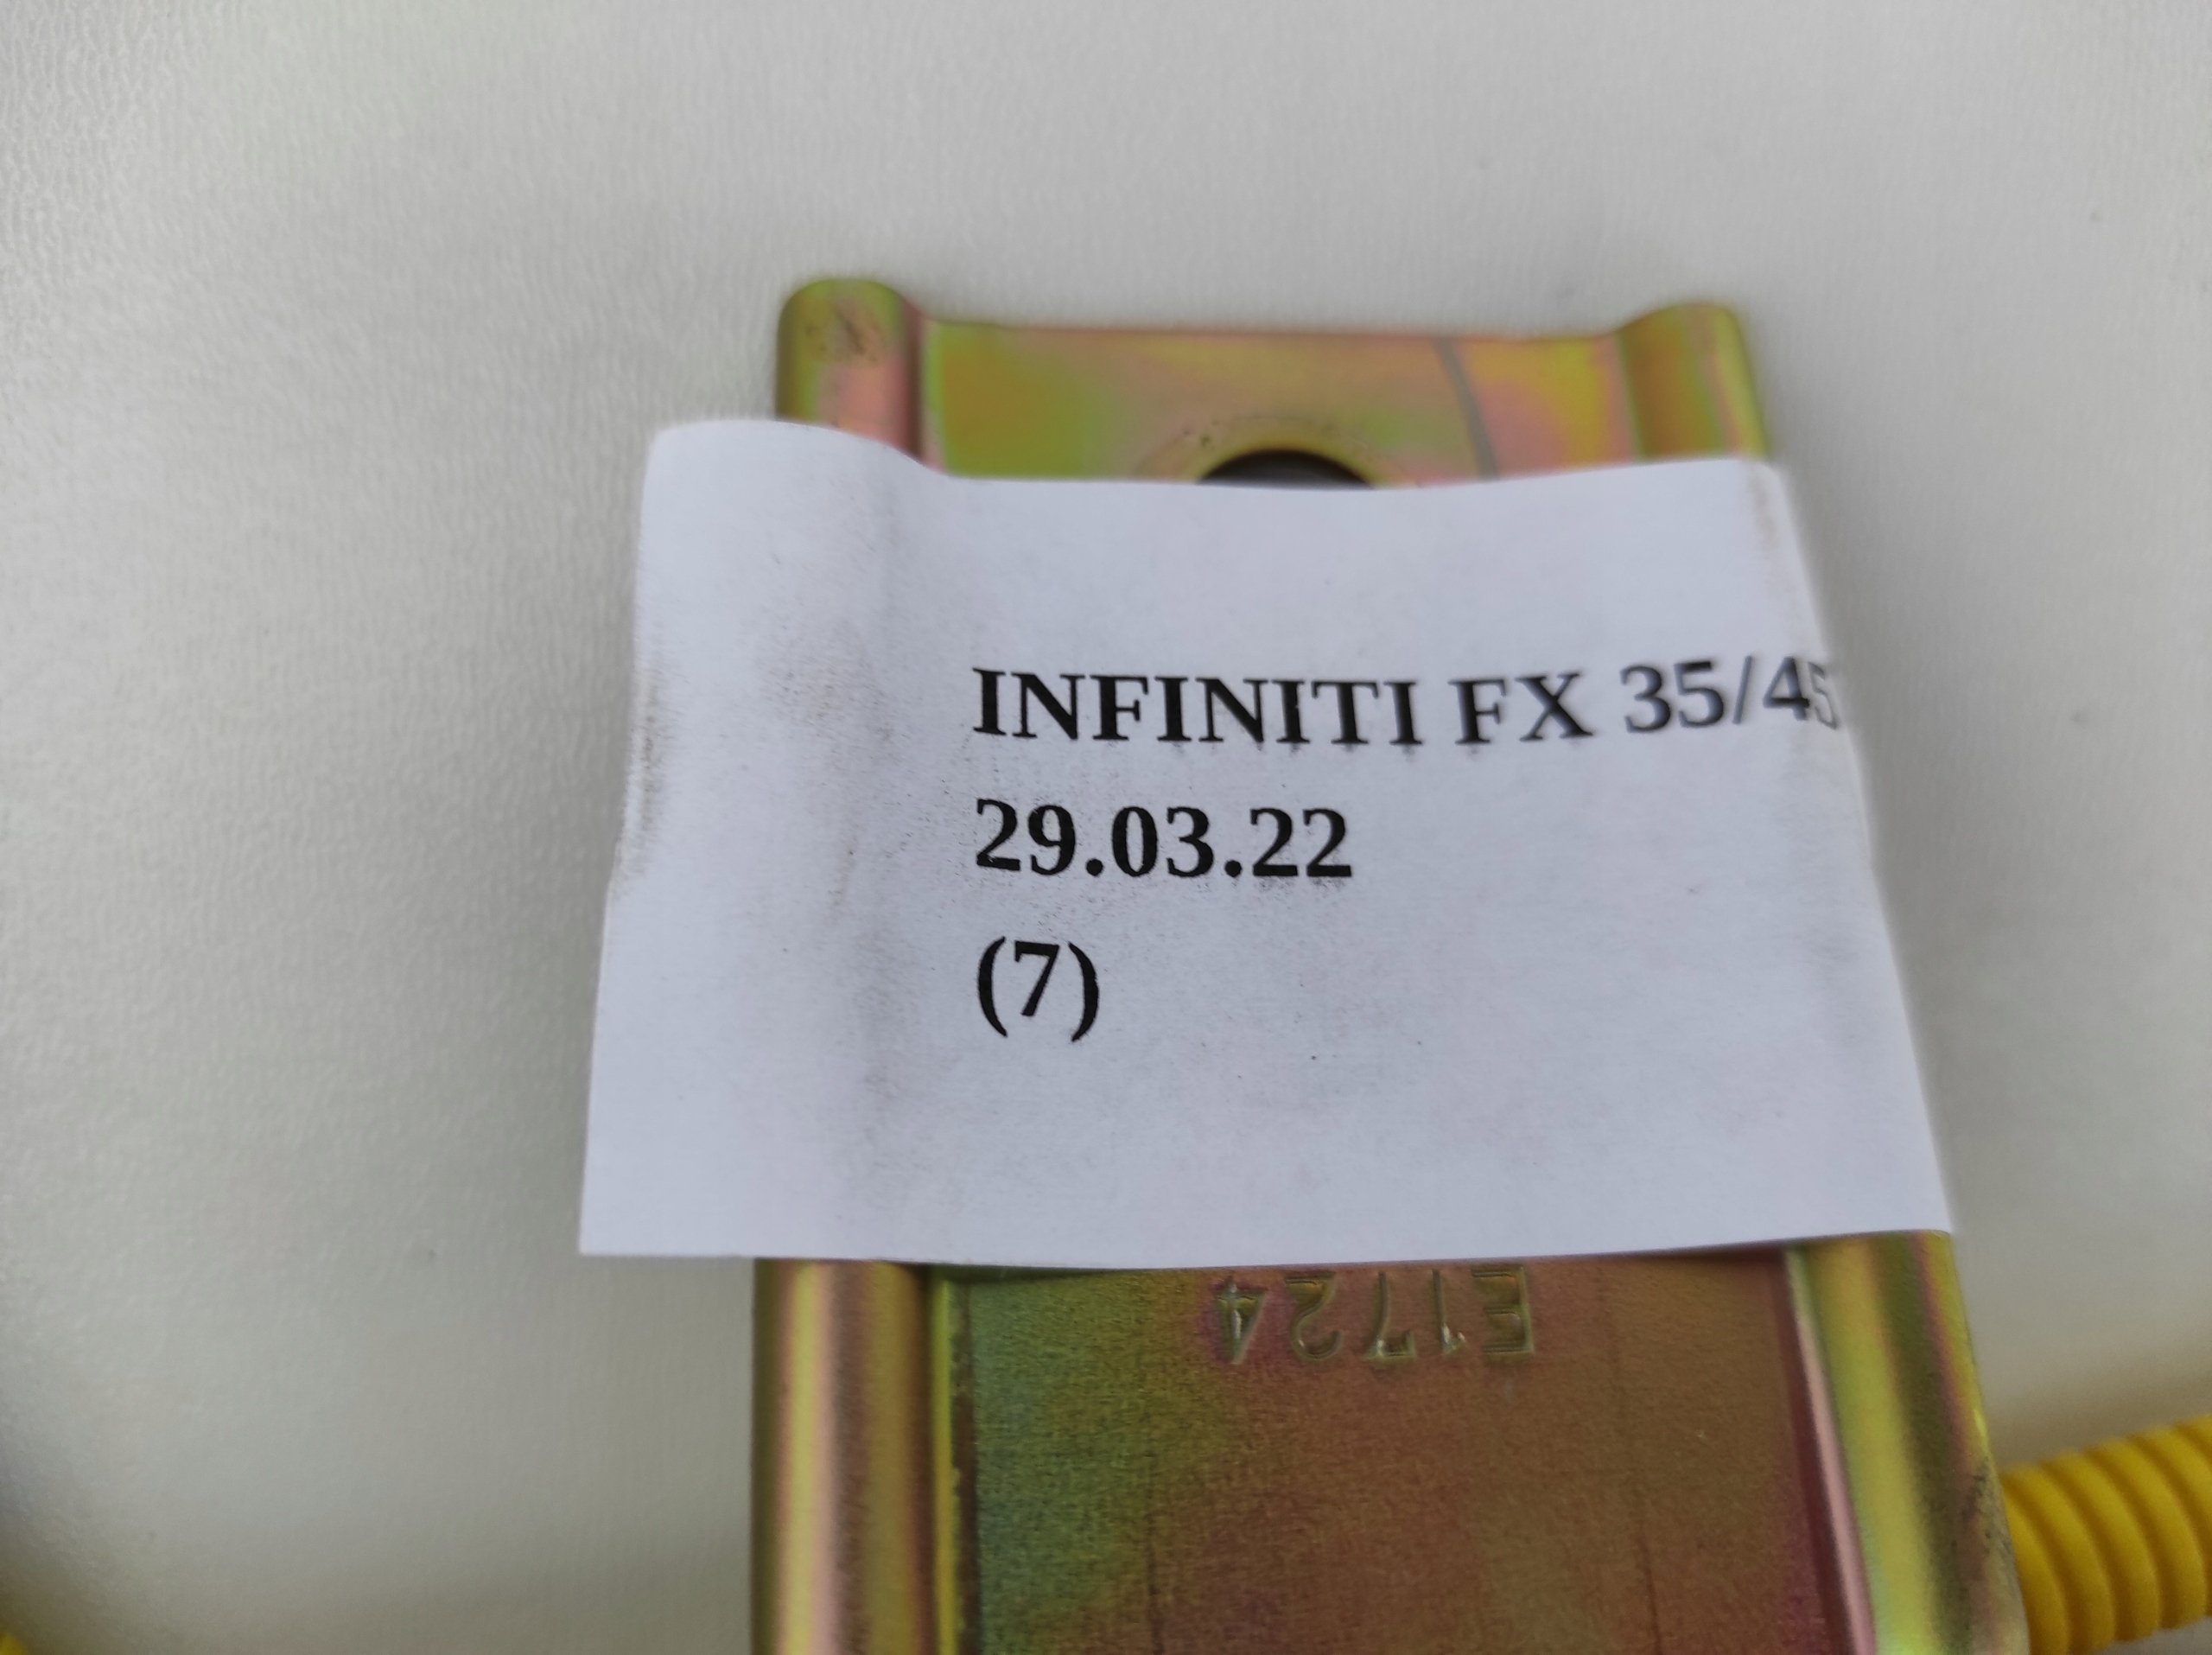 INFINITI FX 35/45
29.03.22
(7)
E1724